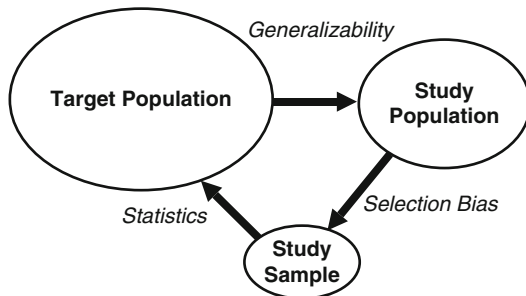 Generalizability
Target Population
Study
Population
Statistics
Selection Bias
Study
Sample